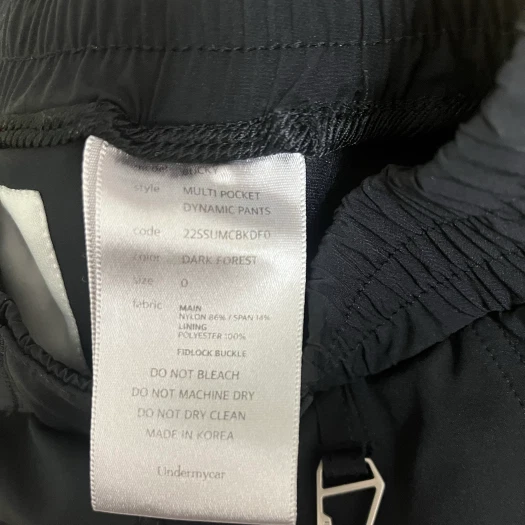 style MULTI POCKET
DYNAMIC PANTS
code 22SSUMCBKDF0
color DARK FOREST
size 0
fabric MAIN
NYLON 86% / SPAN 14%
LINING
POLYESTER 100%
FIDLOCK BUCKLE
DO NOT BLEACH
DO NOT MACHINE DRY
DO NOT DRY CLEAN
MADE IN KOREA
Undermycar